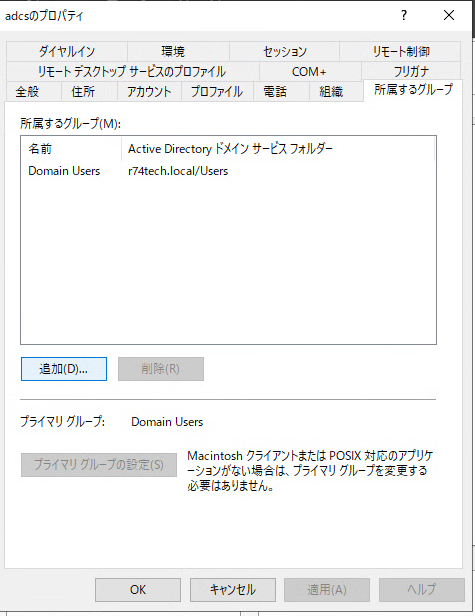 adcsのプロパティ
?
ダイヤルイン 環境 セッション リモート制御
リモート デスクトップ サービスのプロファイル COM+ フリガナ
全般 住所 アカウント プロファイル 電話 組織 所属するグループ
所属するグループ(M):
名前 Active Directory ドメイン サービス フォルダー
Domain Users r74tech.local/Users
追加(D)... 削除(R)
プライマリ グループ: Domain Users
プライマリ グループの設定(S)
Macintosh クライアントまたは POSIX 対応のアプリケ
ーションがない場合は、プライマリ グループを変更する
必要はありません。
OK キャンセル 適用(A) ヘルプ